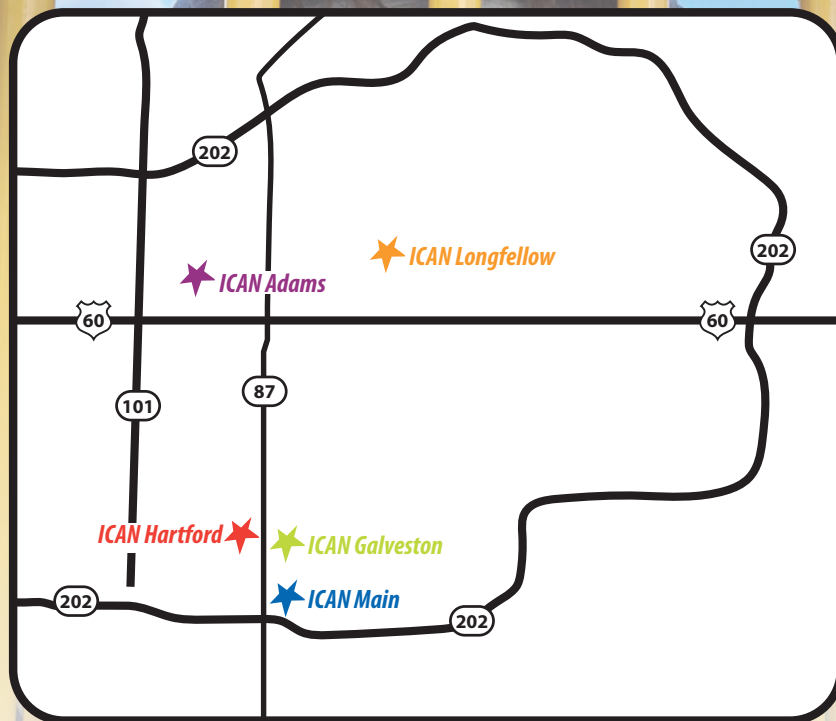 202
ICAN Longfellow
202
ICAN Adams
60
60
87
101
ICAN Hartford
ICAN Galveston
ICAN Main
202
202